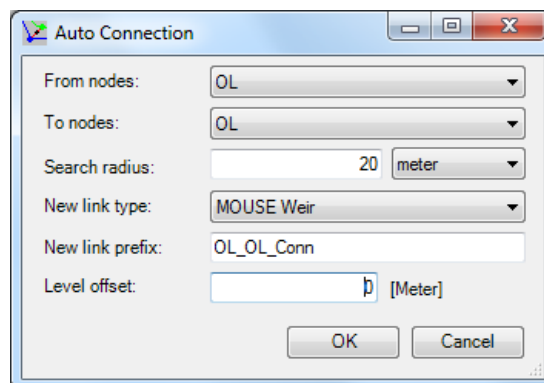 Auto Connection
From nodes: OL
To nodes: OL
Search radius: 20 meter
New link type: MOUSE Weir
New link prefix: OL_OL_Conn
Level offset: 0 [Meter]
OK Cancel